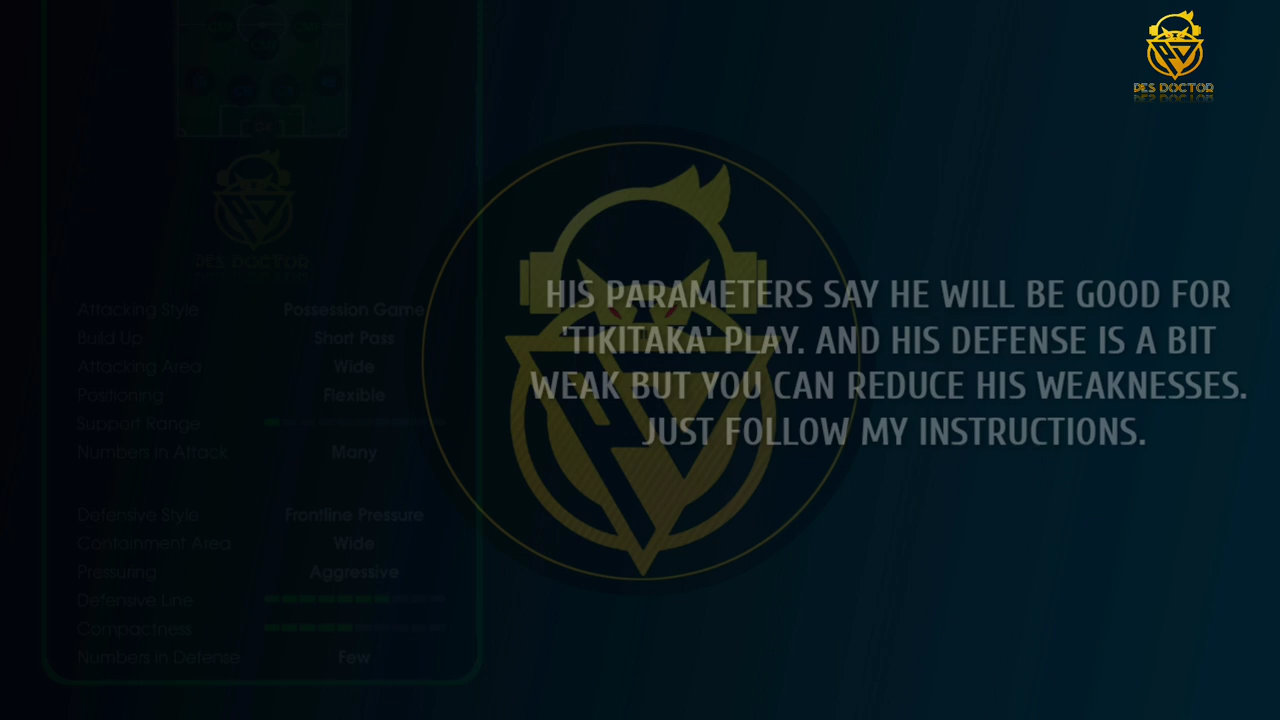 PES DOCTOR
PES DOCTOR
Attacking Style Possession Game
Build Up Short Pass
Attacking Area Wide
Positioning Flexible
Support Range
Numbers in Attack Many
Defensive Style Frontline Pressure
Containment Area Wide
Pressuring Aggressive
Defensive Line
Compactness
Numbers in Defense Few
HIS PARAMETERS SAY HE WILL BE GOOD FOR
'TIKITAKA' PLAY. AND HIS DEFENSE IS A BIT
WEAK BUT YOU CAN REDUCE HIS WEAKNESSES.
JUST FOLLOW MY INSTRUCTIONS.